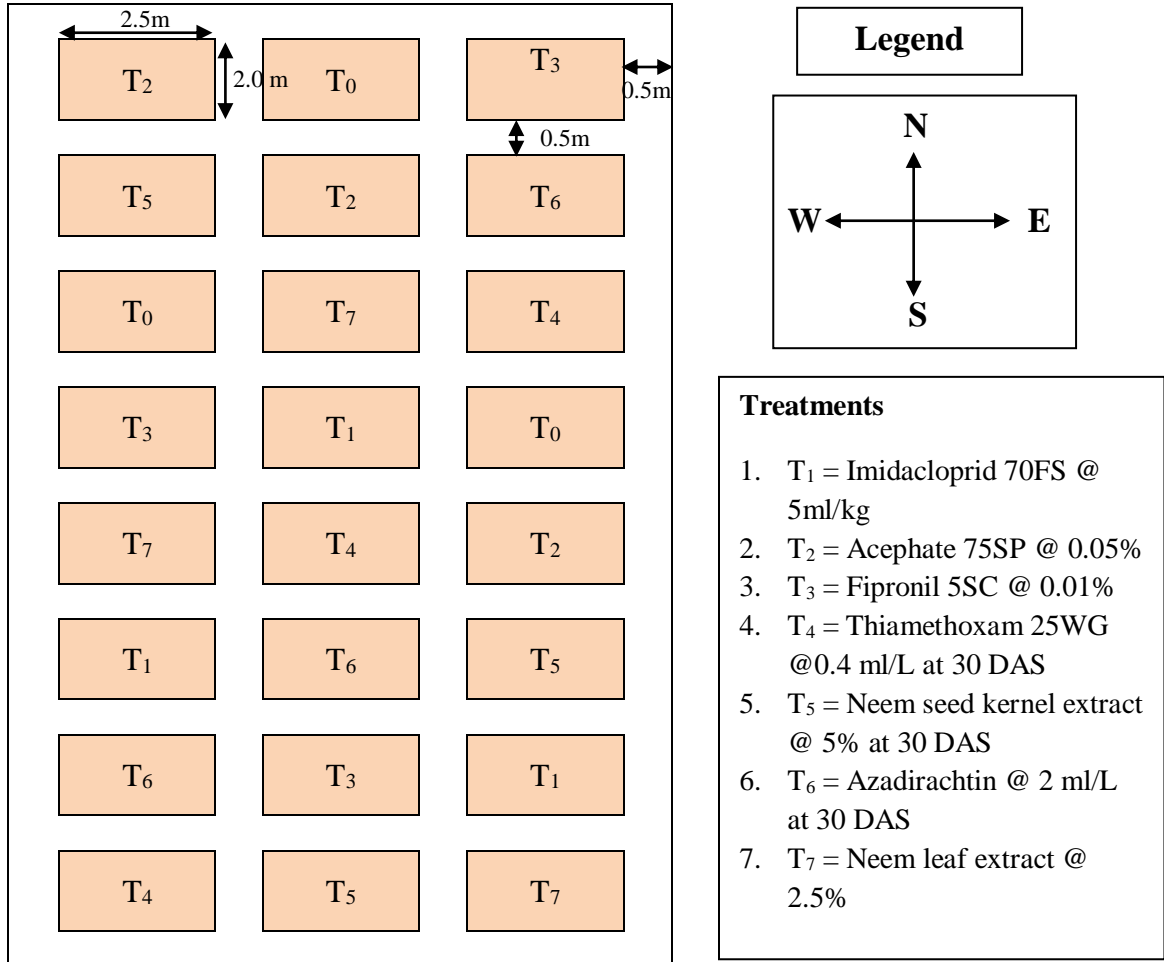 2.5m
T₂
2.0 m
T₀
T₃
0.5m
0.5m
T₅
T₂
T₆
T₀
T₇
T₄
T₃
T₁
T₀
T₇
T₄
T₂
T₁
T₆
T₅
T₆
T₃
T₁
T₄
T₅
T₇
Legend
N
W
E
S
Treatments
1. T₁ = Imidacloprid 70FS @
5ml/kg
2. T₂ = Acephate 75SP @ 0.05%
3. T₃ = Fipronil 5SC @ 0.01%
4. T₄ = Thiamethoxam 25WG
@0.4 ml/L at 30 DAS
5. T₅ = Neem seed kernel extract
@ 5% at 30 DAS
6. T₆ = Azadirachtin @ 2 ml/L
at 30 DAS
7. T₇ = Neem leaf extract @
2.5%